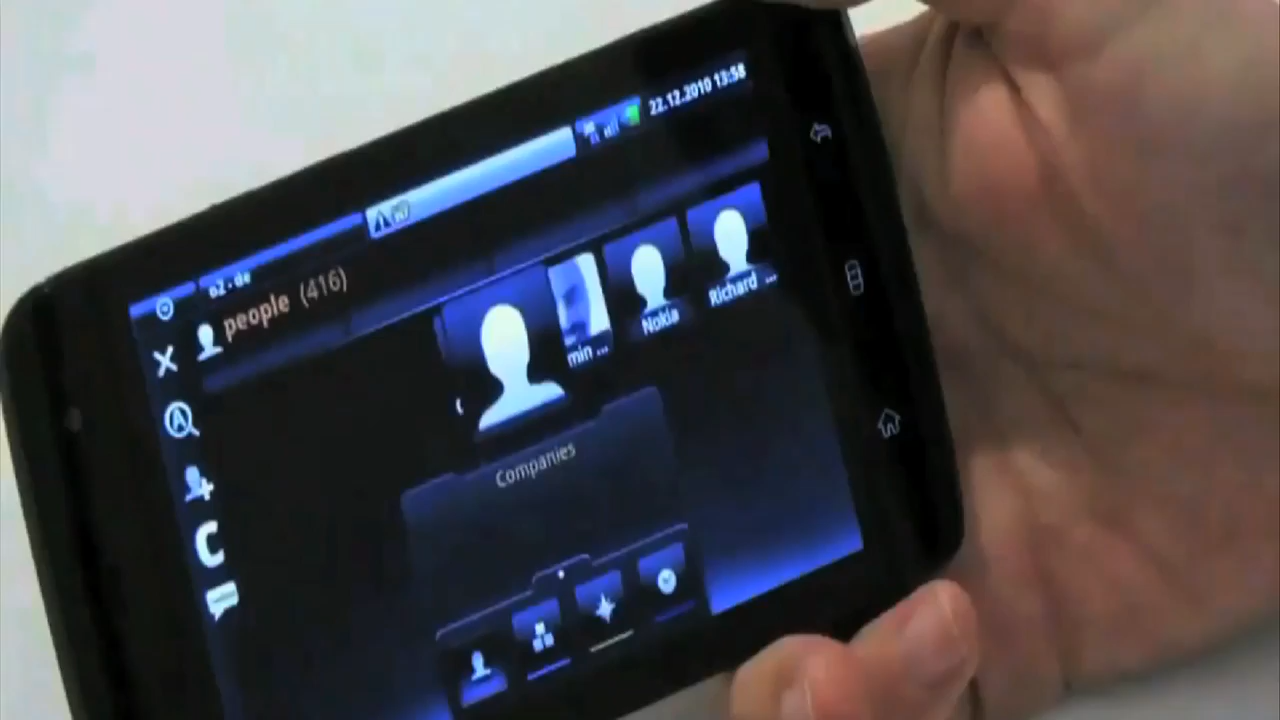 22.12.2010 13:58
o2 - de
people (416)
min ...
Nokia
Richard ...
Companies
C